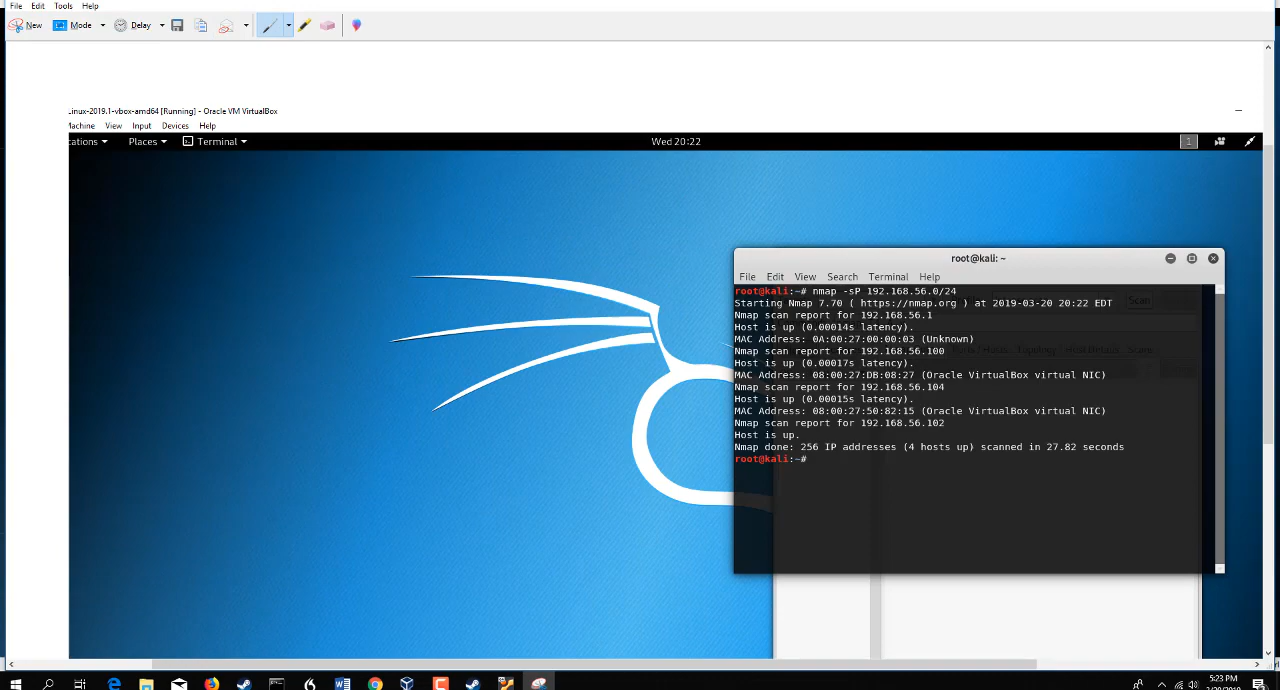 File Edit Tools Help
New Mode Delay
Linux-2019.1-vbox-amd64 [Running] - Oracle VM VirtualBox
Machine View Input Devices Help
cations Places Terminal Wed 20:22 1
root@kali: ~
File Edit View Search Terminal Help
root@kali:~# nmap -sP 192.168.56.0/24
Starting Nmap 7.70 ( https://nmap.org ) at 2019-03-20 20:22 EDT
Nmap scan report for 192.168.56.1
Host is up (0.00014s latency).
MAC Address: 0A:00:27:00:00:03 (Unknown)
Nmap scan report for 192.168.56.100
Host is up (0.00017s latency).
MAC Address: 08:00:27:DB:08:27 (Oracle VirtualBox virtual NIC)
Nmap scan report for 192.168.56.104
Host is up (0.00015s latency).
MAC Address: 08:00:27:50:82:15 (Oracle VirtualBox virtual NIC)
Nmap scan report for 192.168.56.102
Host is up.
Nmap done: 256 IP addresses (4 hosts up) scanned in 27.82 seconds
root@kali:~#
Scan
5:23 PM